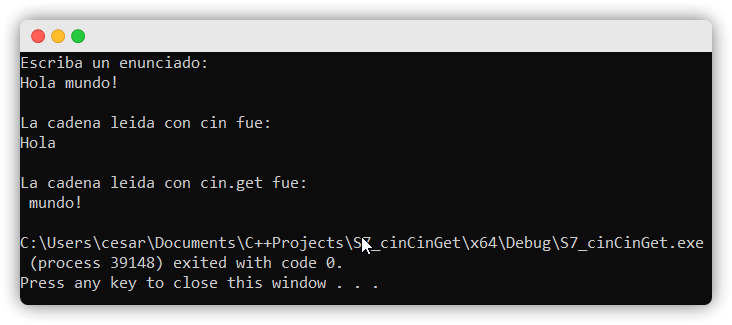 Escriba un enunciado:
Hola mundo!
La cadena leida con cin fue:
Hola
La cadena leida con cin.get fue:
 mundo!
C:\Users\cesar\Documents\C++Projects\S7_cinCinGet\x64\Debug\S7_cinCinGet.exe
 (process 39148) exited with code 0.
Press any key to close this window . . .